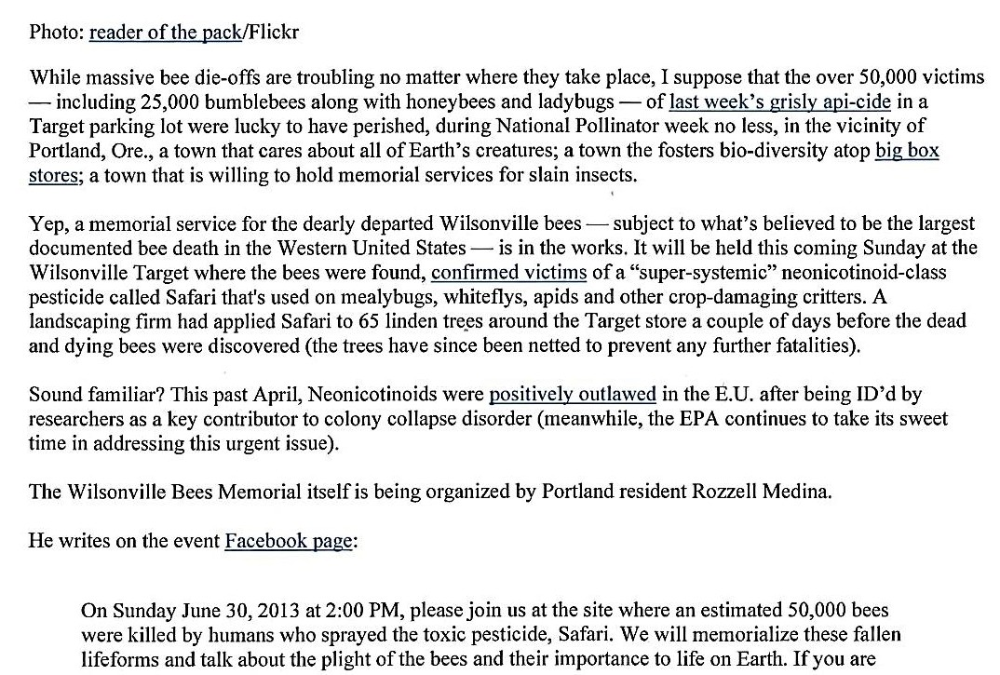 Photo: reader of the pack/Flickr
While massive bee die-offs are troubling no matter where they take place, I suppose that the over 50,000 victims
— including 25,000 bumblebees along with honeybees and ladybugs — of last week’s grisly api-cide in a
Target parking lot were lucky to have perished, during National Pollinator week no less, in the vicinity of
Portland, Ore., a town that cares about all of Earth’s creatures; a town the fosters bio-diversity atop big box
stores; a town that is willing to hold memorial services for slain insects.
Yep, a memorial service for the dearly departed Wilsonville bees — subject to what’s believed to be the largest
documented bee death in the Western United States — is in the works. It will be held this coming Sunday at the
Wilsonville Target where the bees were found, confirmed victims of a “super-systemic” neonicotinoid-class
pesticide called Safari that's used on mealybugs, whiteflys, apids and other crop-damaging critters. A
landscaping firm had applied Safari to 65 linden trees around the Target store a couple of days before the dead
and dying bees were discovered (the trees have since been netted to prevent any further fatalities).
Sound familiar? This past April, Neonicotinoids were positively outlawed in the E.U. after being ID’d by
researchers as a key contributor to colony collapse disorder (meanwhile, the EPA continues to take its sweet
time in addressing this urgent issue).
The Wilsonville Bees Memorial itself is being organized by Portland resident Rozzell Medina.
He writes on the event Facebook page:
On Sunday June 30, 2013 at 2:00 PM, please join us at the site where an estimated 50,000 bees
were killed by humans who sprayed the toxic pesticide, Safari. We will memorialize these fallen
lifeforms and talk about the plight of the bees and their importance to life on Earth. If you are